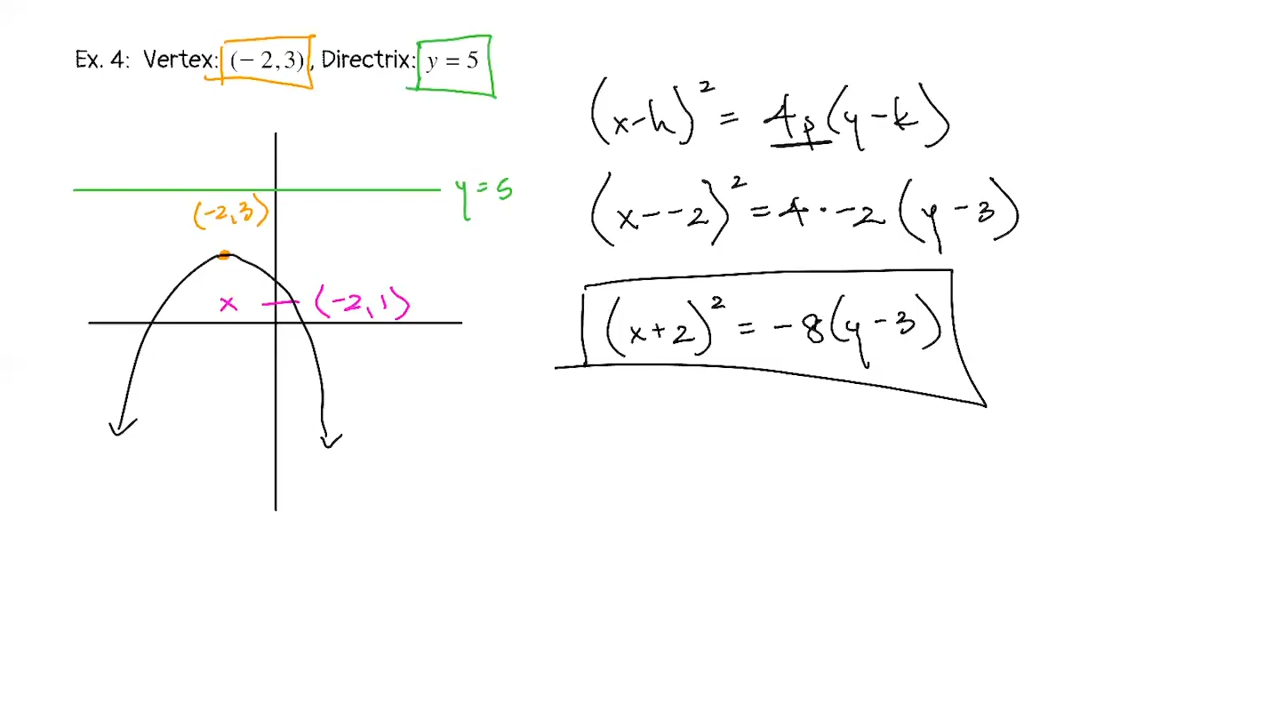 Ex. 4: Vertex: (− 2,3), Directrix: y = 5
(x−h)² = 4p(y−k)
y = 5
(−2,3)
(x−−2)² = 4·−2(y−3)
x — (−2,1)
(x+2)² = −8(y−3)